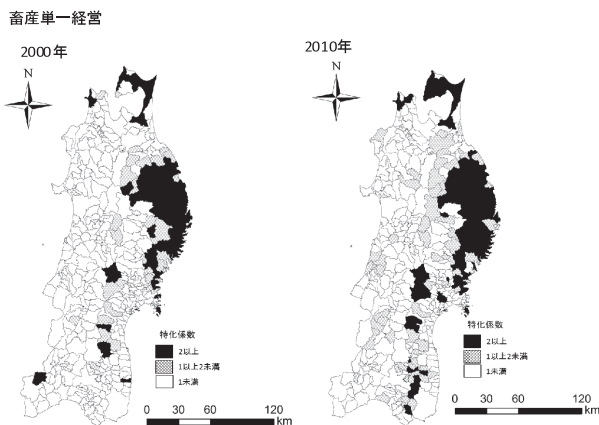 畜産単一経営
2000年
N
特化係数
2以上
1以上2未満
1未満
0 30 60 120
km
2010年
N
特化係数
2以上
1以上2未満
1未満
0 30 60 120
km